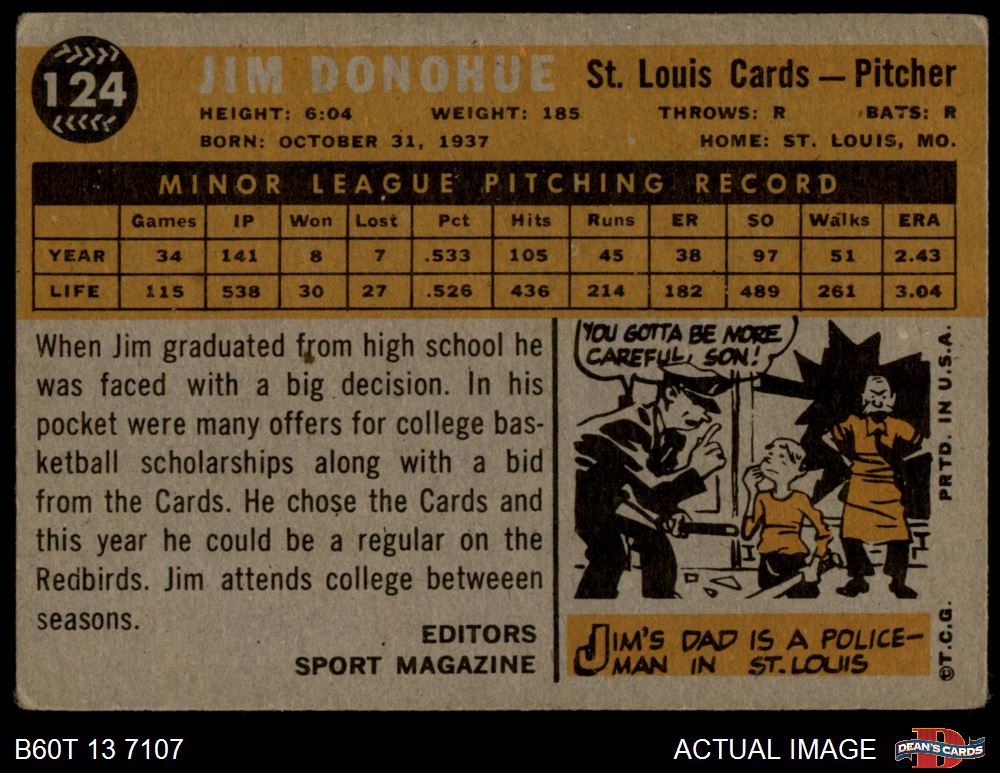 124
JIM DONOHUE St. Louis Cards — Pitcher
HEIGHT: 6:04 WEIGHT: 185 THROWS: R BATS: R
BORN: OCTOBER 31, 1937 HOME: ST. LOUIS, MO.
MINOR LEAGUE PITCHING RECORD
Games IP Won Lost Pct Hits Runs ER SO Walks ERA
YEAR 34 141 8 7 .533 105 45 38 97 51 2.43
LIFE 115 538 30 27 .526 436 214 182 489 261 3.04
When Jim graduated from high school he
was faced with a big decision. In his
pocket were many offers for college bas-
ketball scholarships along with a bid
from the Cards. He chose the Cards and
this year he could be a regular on the
Redbirds. Jim attends college betweeen
seasons.
EDITORS
SPORT MAGAZINE
YOU GOTTA BE MORE
CAREFUL, SON!
JIM'S DAD IS A POLICE-
MAN IN ST. LOUIS
©T.C.G. PRTD. IN U.S.A.
B60T 13 7107 ACTUAL IMAGE
D
DEAN'S CARDS